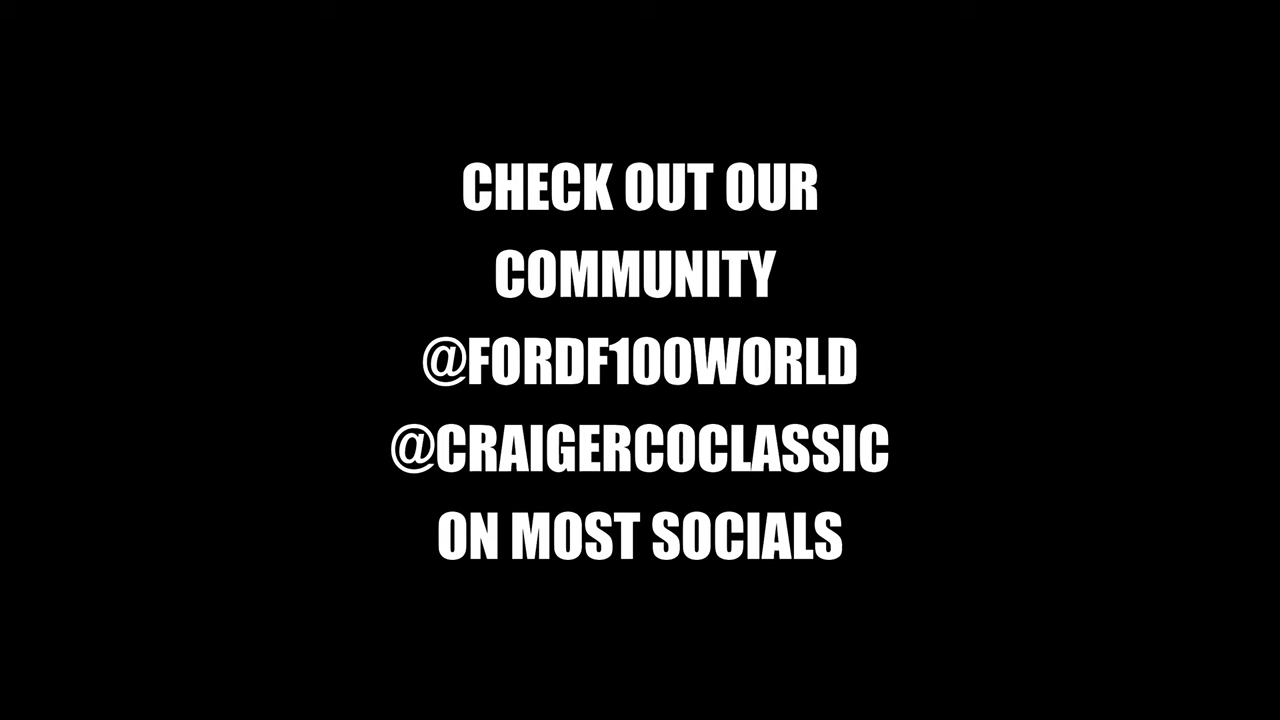 CHECK OUT OUR
COMMUNITY
@FORDF100WORLD
@CRAIGERCOCLASSIC
ON MOST SOCIALS